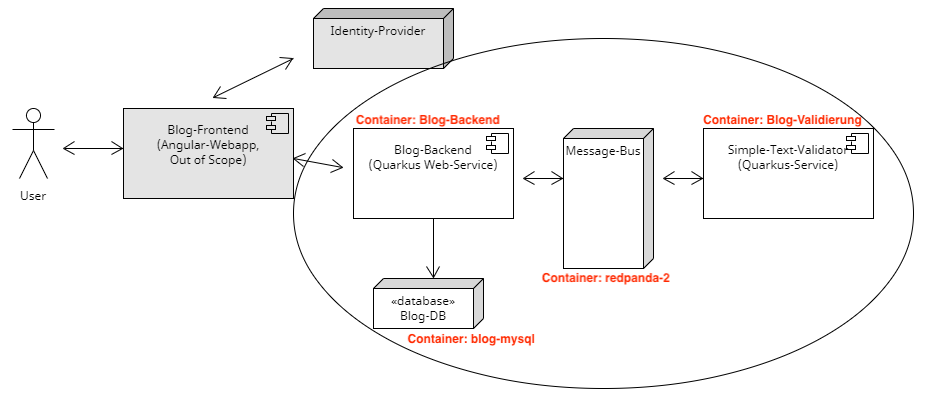 Identity-Provider
Container: Blog-Backend
Container: Blog-Validierung
Blog-Frontend
(Angular-Webapp,
Out of Scope)
Blog-Backend
(Quarkus Web-Service)
Message-Bus
Simple-Text-Validator
(Quarkus-Service)
User
Container: redpanda-2
«database»
Blog-DB
Container: blog-mysql